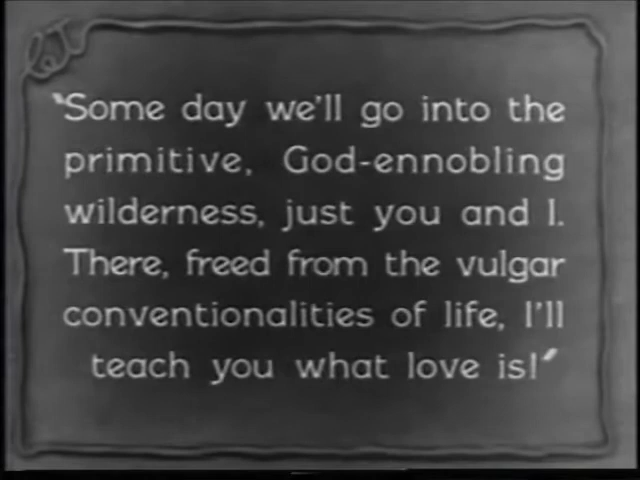 "Some day we'll go into the
primitive, God-ennobling
wilderness, just you and I.
There, freed from the vulgar
conventionalities of life, I'll
teach you what love is!"